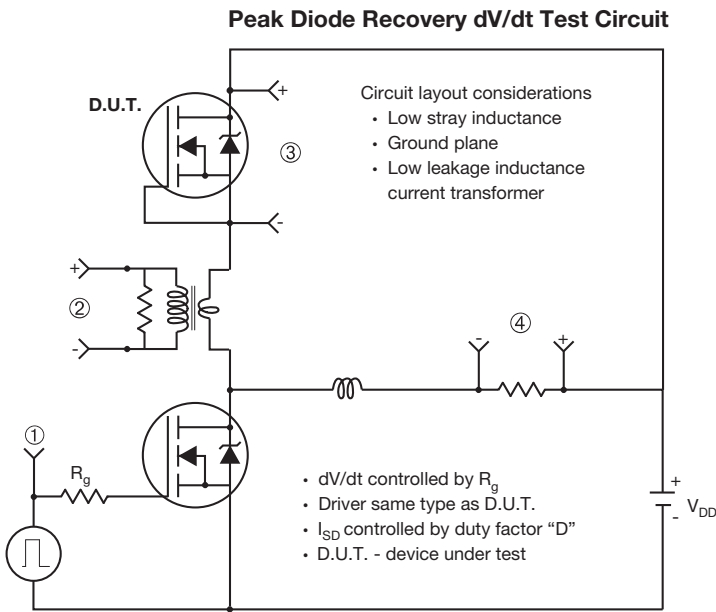 Peak Diode Recovery dV/dt Test Circuit
D.U.T.
+
-
③
Circuit layout considerations
• Low stray inductance
• Ground plane
• Low leakage inductance
current transformer
+
②
-
④
- +
①
Rg
• dV/dt controlled by Rg
• Driver same type as D.U.T.
• ISD controlled by duty factor “D”
• D.U.T. - device under test
+
-
VDD